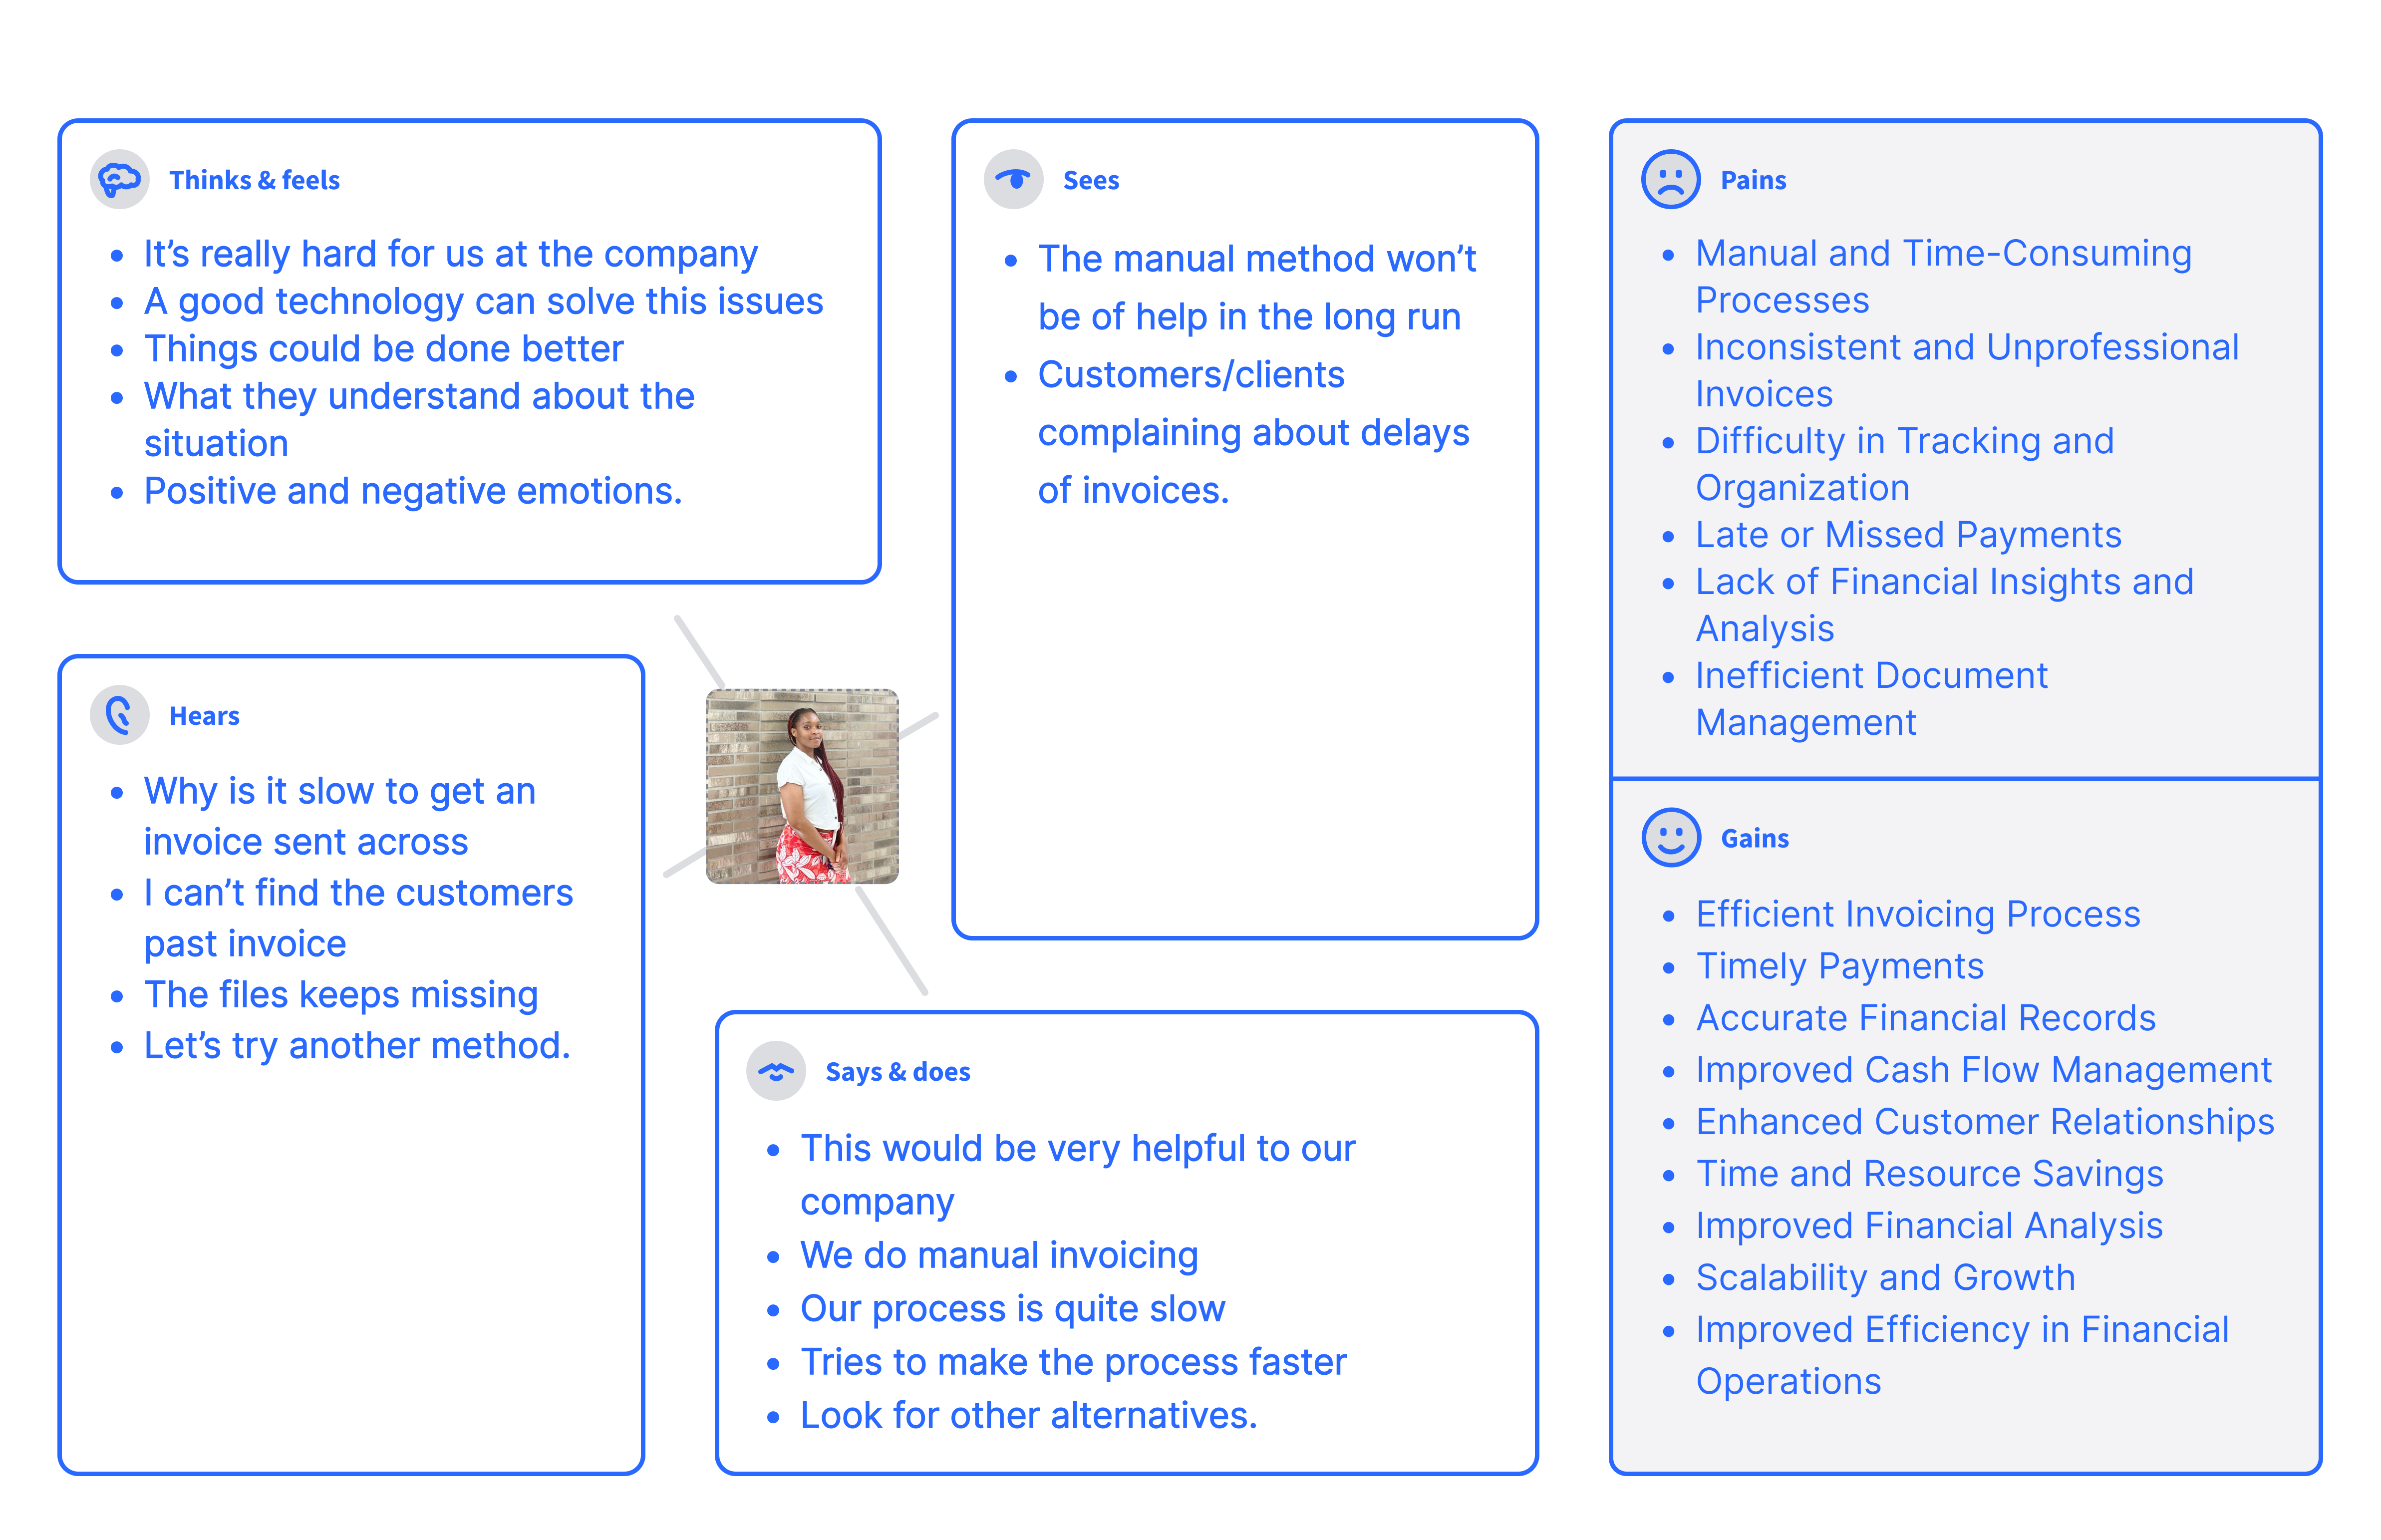 Thinks & feels
• It’s really hard for us at the company
• A good technology can solve this issues
• Things could be done better
• What they understand about the
situation
• Positive and negative emotions.
Sees
• The manual method won’t
be of help in the long run
• Customers/clients
complaining about delays
of invoices.
Pains
• Manual and Time-Consuming
Processes
• Inconsistent and Unprofessional
Invoices
• Difficulty in Tracking and
Organization
• Late or Missed Payments
• Lack of Financial Insights and
Analysis
• Inefficient Document
Management
Hears
• Why is it slow to get an
invoice sent across
• I can’t find the customers
past invoice
• The files keeps missing
• Let’s try another method.
Says & does
• This would be very helpful to our
company
• We do manual invoicing
• Our process is quite slow
• Tries to make the process faster
• Look for other alternatives.
Gains
• Efficient Invoicing Process
• Timely Payments
• Accurate Financial Records
• Improved Cash Flow Management
• Enhanced Customer Relationships
• Time and Resource Savings
• Improved Financial Analysis
• Scalability and Growth
• Improved Efficiency in Financial
Operations